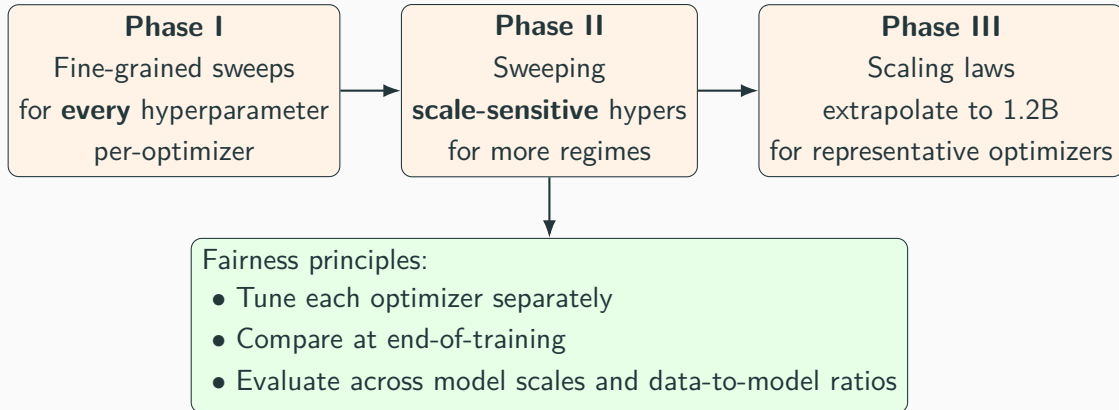 Phase I
Fine-grained sweeps
for every hyperparameter
per-optimizer
Phase II
Sweeping
scale-sensitive hypers
for more regimes
Phase III
Scaling laws
extrapolate to 1.2B
for representative optimizers
Fairness principles:
• Tune each optimizer separately
• Compare at end-of-training
• Evaluate across model scales and data-to-model ratios